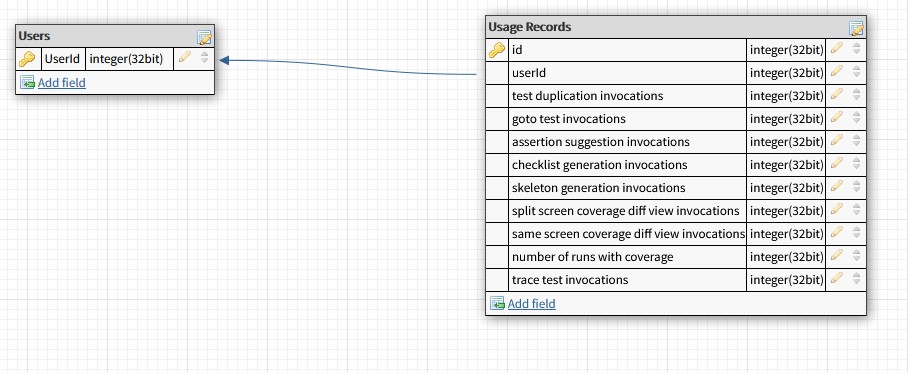 Users
UserId integer(32bit)
Add field
Usage Records
id integer(32bit)
userId integer(32bit)
test duplication invocations integer(32bit)
goto test invocations integer(32bit)
assertion suggestion invocations integer(32bit)
checklist generation invocations integer(32bit)
skeleton generation invocations integer(32bit)
split screen coverage diff view invocations integer(32bit)
same screen coverage diff view invocations integer(32bit)
number of runs with coverage integer(32bit)
trace test invocations integer(32bit)
Add field